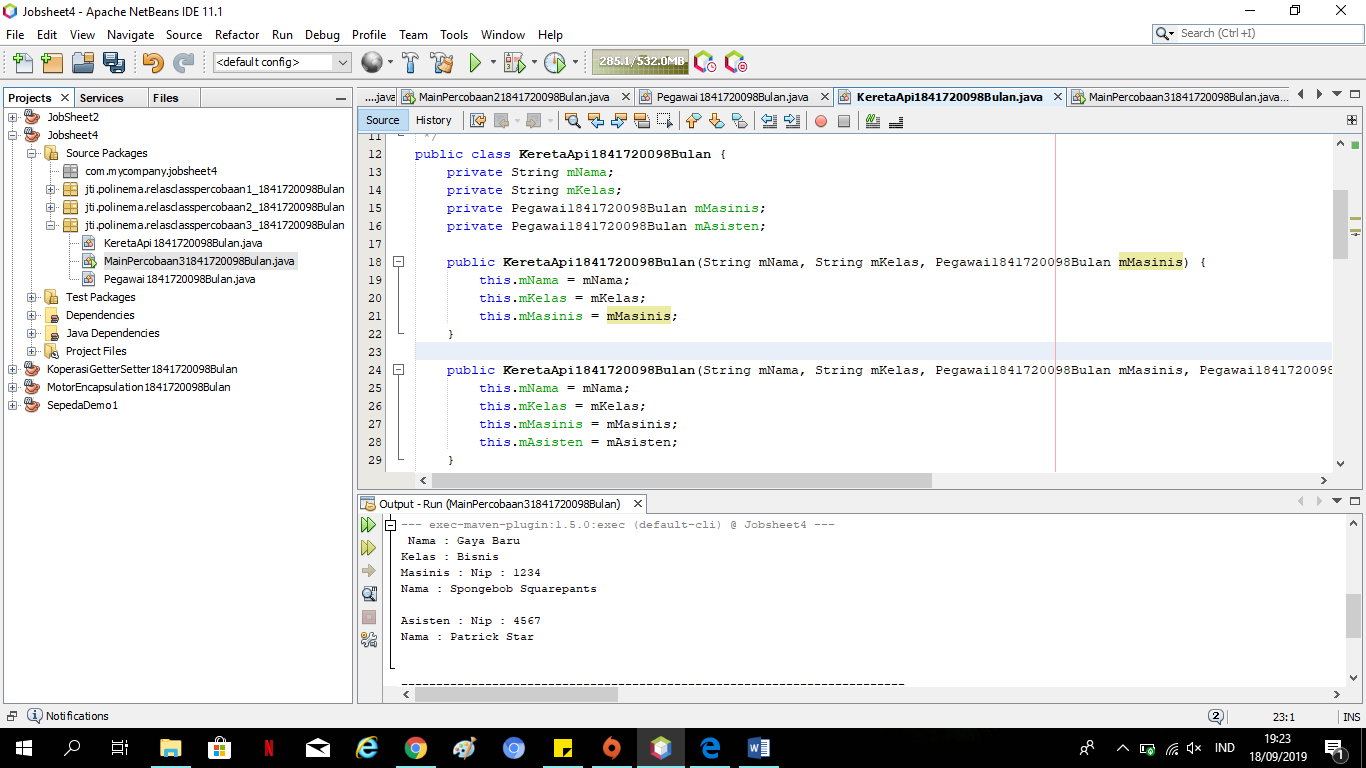 Jobsheet4 - Apache NetBeans IDE 11.1
File Edit View Navigate Source Refactor Run Debug Profile Team Tools Window Help
Search (Ctrl+I)
<default config>
285.1/532.0MB
Projects
Services
Files
JobSheet2
Jobsheet4
Source Packages
com.mycompany.jobsheet4
jti.polinema.relasclasspercobaan1_1841720098Bulan
jti.polinema.relasclasspercobaan2_1841720098Bulan
jti.polinema.relasclasspercobaan3_1841720098Bulan
KeretaApi1841720098Bulan.java
MainPercobaan31841720098Bulan.java
Pegawai1841720098Bulan.java
Test Packages
Dependencies
Java Dependencies
Project Files
KoperasiGetterSetter1841720098Bulan
MotorEncapsulation1841720098Bulan
SepedaDemo1
....java MainPercobaan21841720098Bulan.java Pegawai1841720098Bulan.java KeretaApi1841720098Bulan.java MainPercobaan31841720098Bulan.java...
Source History
11 */
12 public class KeretaApi1841720098Bulan {
13 private String mNama;
14 private String mKelas;
15 private Pegawai1841720098Bulan mMasinis;
16 private Pegawai1841720098Bulan mAsisten;
17
18 public KeretaApi1841720098Bulan(String mNama, String mKelas, Pegawai1841720098Bulan mMasinis) {
19 this.mNama = mNama;
20 this.mKelas = mKelas;
21 this.mMasinis = mMasinis;
22 }
23
24 public KeretaApi1841720098Bulan(String mNama, String mKelas, Pegawai1841720098Bulan mMasinis, Pegawai1841720098
25 this.mNama = mNama;
26 this.mKelas = mKelas;
27 this.mMasinis = mMasinis;
28 this.mAsisten = mAsisten;
29 }
Output - Run (MainPercobaan31841720098Bulan)
--- exec-maven-plugin:1.5.0:exec (default-cli) @ Jobsheet4 ---
Nama : Gaya Baru
Kelas : Bisnis
Masinis : Nip : 1234
Nama : Spongebob Squarepants
Asisten : Nip : 4567
Nama : Patrick Star
------------------------------------------------------------------------
Notifications
2
23:1
INS
IND
19:23
18/09/2019
1